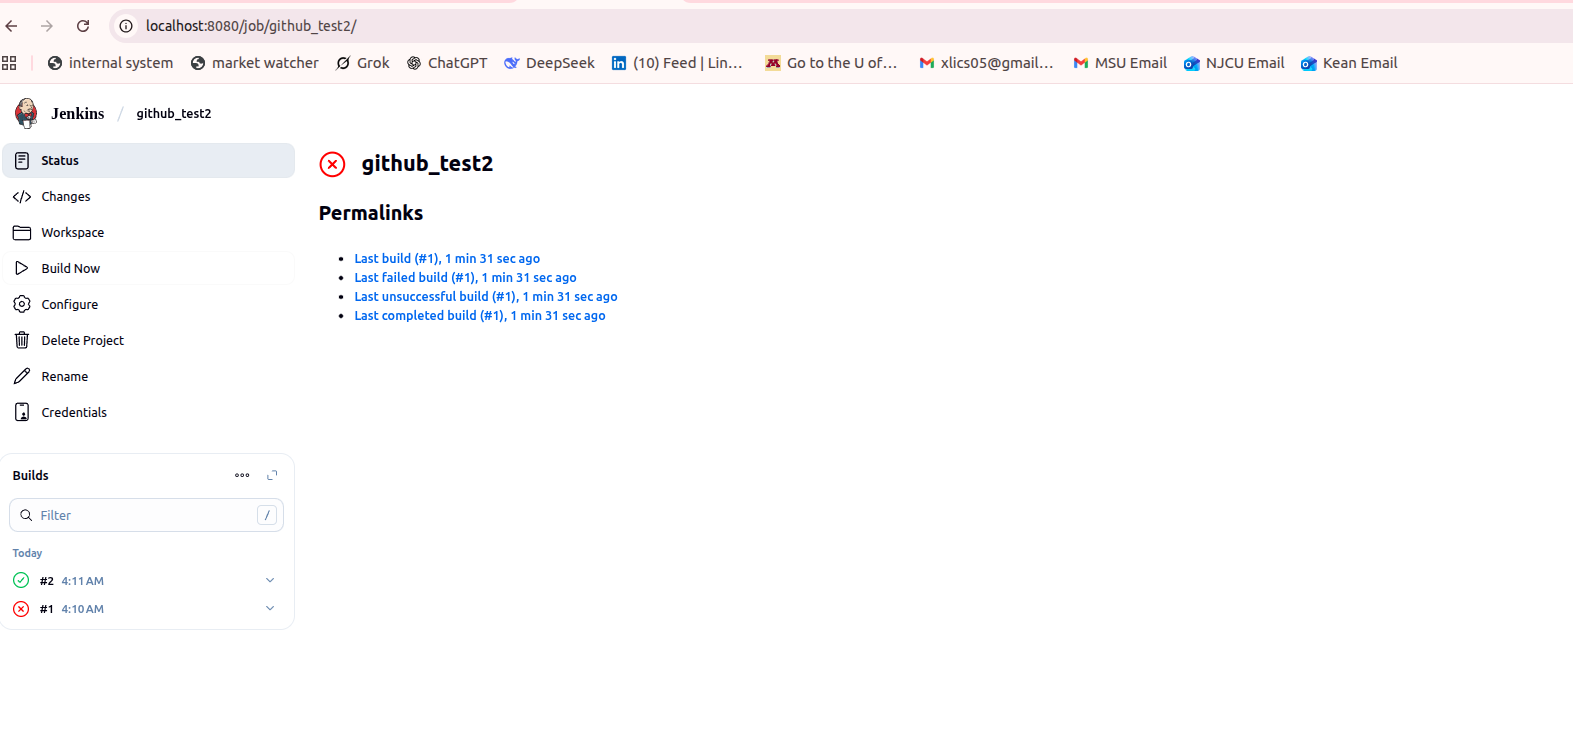 localhost:8080/job/github_test2/
internal system market watcher Grok ChatGPT DeepSeek (10) Feed | Lin... Go to the U of... xlics05@gmail... MSU Email NJCU Email Kean Email
Jenkins / github_test2
Status
Changes
Workspace
Build Now
Configure
Delete Project
Rename
Credentials
Builds
Filter /
Today
#2 4:11 AM
#1 4:10 AM
github_test2
Permalinks
Last build (#1), 1 min 31 sec ago
Last failed build (#1), 1 min 31 sec ago
Last unsuccessful build (#1), 1 min 31 sec ago
Last completed build (#1), 1 min 31 sec ago